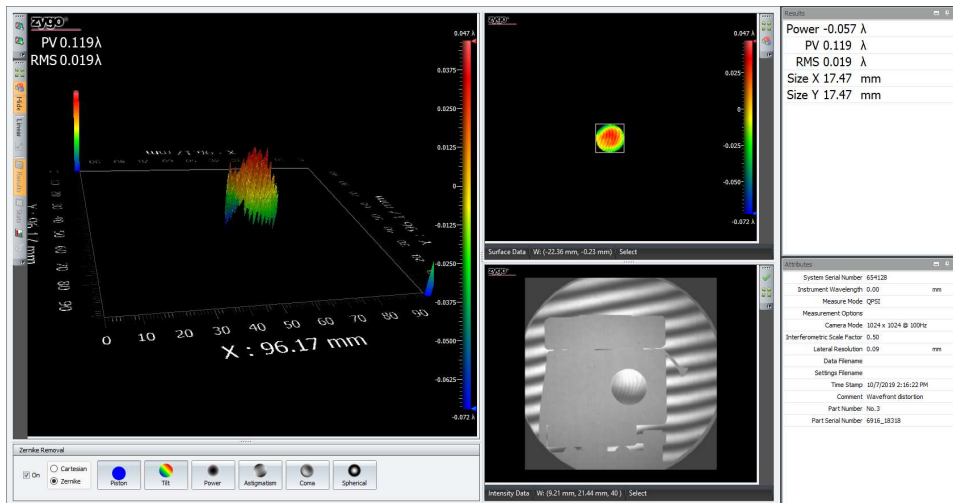 zygo
PV 0.119 λ
RMS 0.019 λ
0.047 λ
0.0375
0.0250
0.0125
0
-0.0125
-0.0250
-0.0375
-0.0500
-0.0625
-0.072 λ
Hide
Linear
Results
Stats
Y : 96.17 mm
X : 96.17 mm
0 10 20 30 40 50 60 70 80 90
Zernike Removal
On
Cartesian
Zernike
Piston
Tilt
Power
Astigmatism
Coma
Spherical
zygo
0.047 λ
0.025
0
-0.025
-0.050
-0.072 λ
Surface Data W: (-22.36 mm, -0.23 mm) Select
zygo
Intensity Data W: (9.21 mm, 21.44 mm, 40 ) Select
Results
Power -0.057 λ
PV 0.119 λ
RMS 0.019 λ
Size X 17.47 mm
Size Y 17.47 mm
Attributes
System Serial Number 654128
Instrument Wavelength 0.00 mm
Measure Mode QPSI
Measurement Options
Camera Mode 1024 x 1024 @ 100Hz
Interferometric Scale Factor 0.50
Lateral Resolution 0.09 mm
Data Filename
Settings Filename
Time Stamp 10/7/2019 2:16:22 PM
Comment Wavefront distortion
Part Number No.3
Part Serial Number 6916_18318